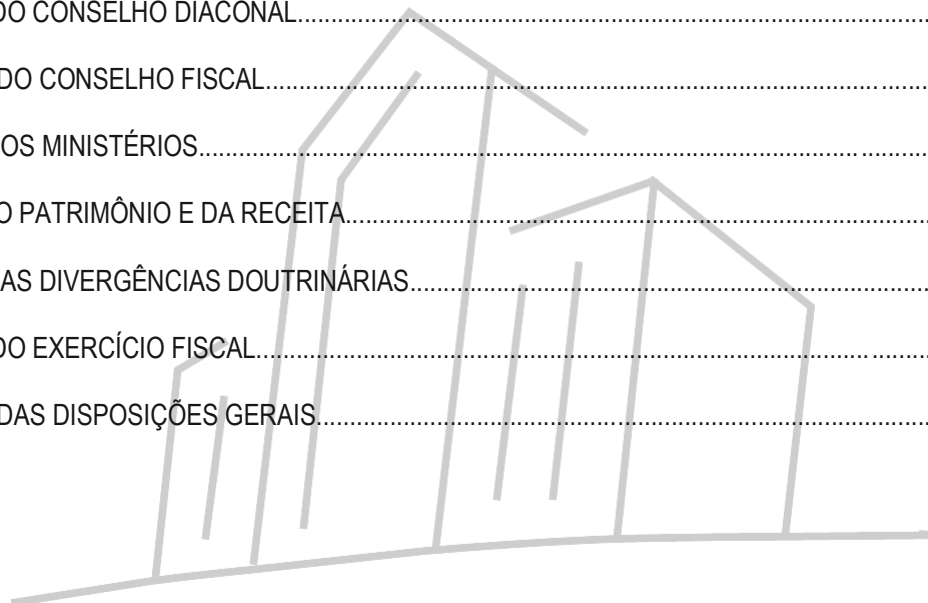 DO CONSELHO DIACONAL................................................................................................
DO CONSELHO FISCAL................................................................................................
OS MINISTÉRIOS................................................................................................
O PATRIMÔNIO E DA RECEITA................................................................................................
AS DIVERGÊNCIAS DOUTRINÁRIAS................................................................................................
DO EXERCÍCIO FISCAL................................................................................................
DAS DISPOSIÇÕES GERAIS................................................................................................